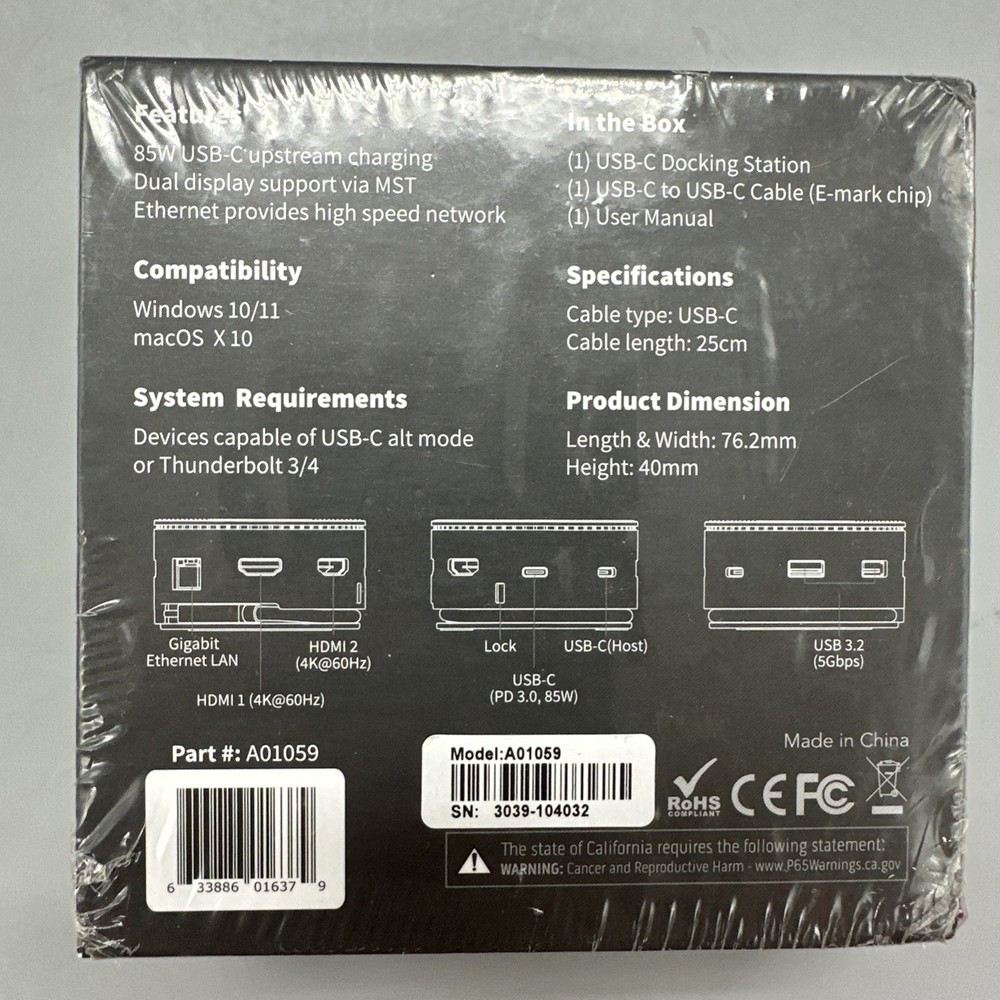 Features
85W USB-C upstream charging
Dual display support via MST
Ethernet provides high speed network
Compatibility
Windows 10/11
macOS X 10
System Requirements
Devices capable of USB-C alt mode
or Thunderbolt 3/4
In the Box
(1) USB-C Docking Station
(1) USB-C to USB-C Cable (E-mark chip)
(1) User Manual
Specifications
Cable type: USB-C
Cable length: 25cm
Product Dimension
Length & Width: 76.2mm
Height: 40mm
Gigabit
Ethernet LAN
HDMI 1 (4K@60Hz)
HDMI 2
(4K@60Hz)
Lock
USB-C
(PD 3.0, 85W)
USB-C(Host)
USB 3.2
(5Gbps)
Part #: A01059
6 33886 01637 9
Model:A01059
SN: 3039-104032
Made in China
RoHS
COMPLIANT
CE FC
The state of California requires the following statement:
WARNING: Cancer and Reproductive Harm - www.P65Warnings.ca.gov